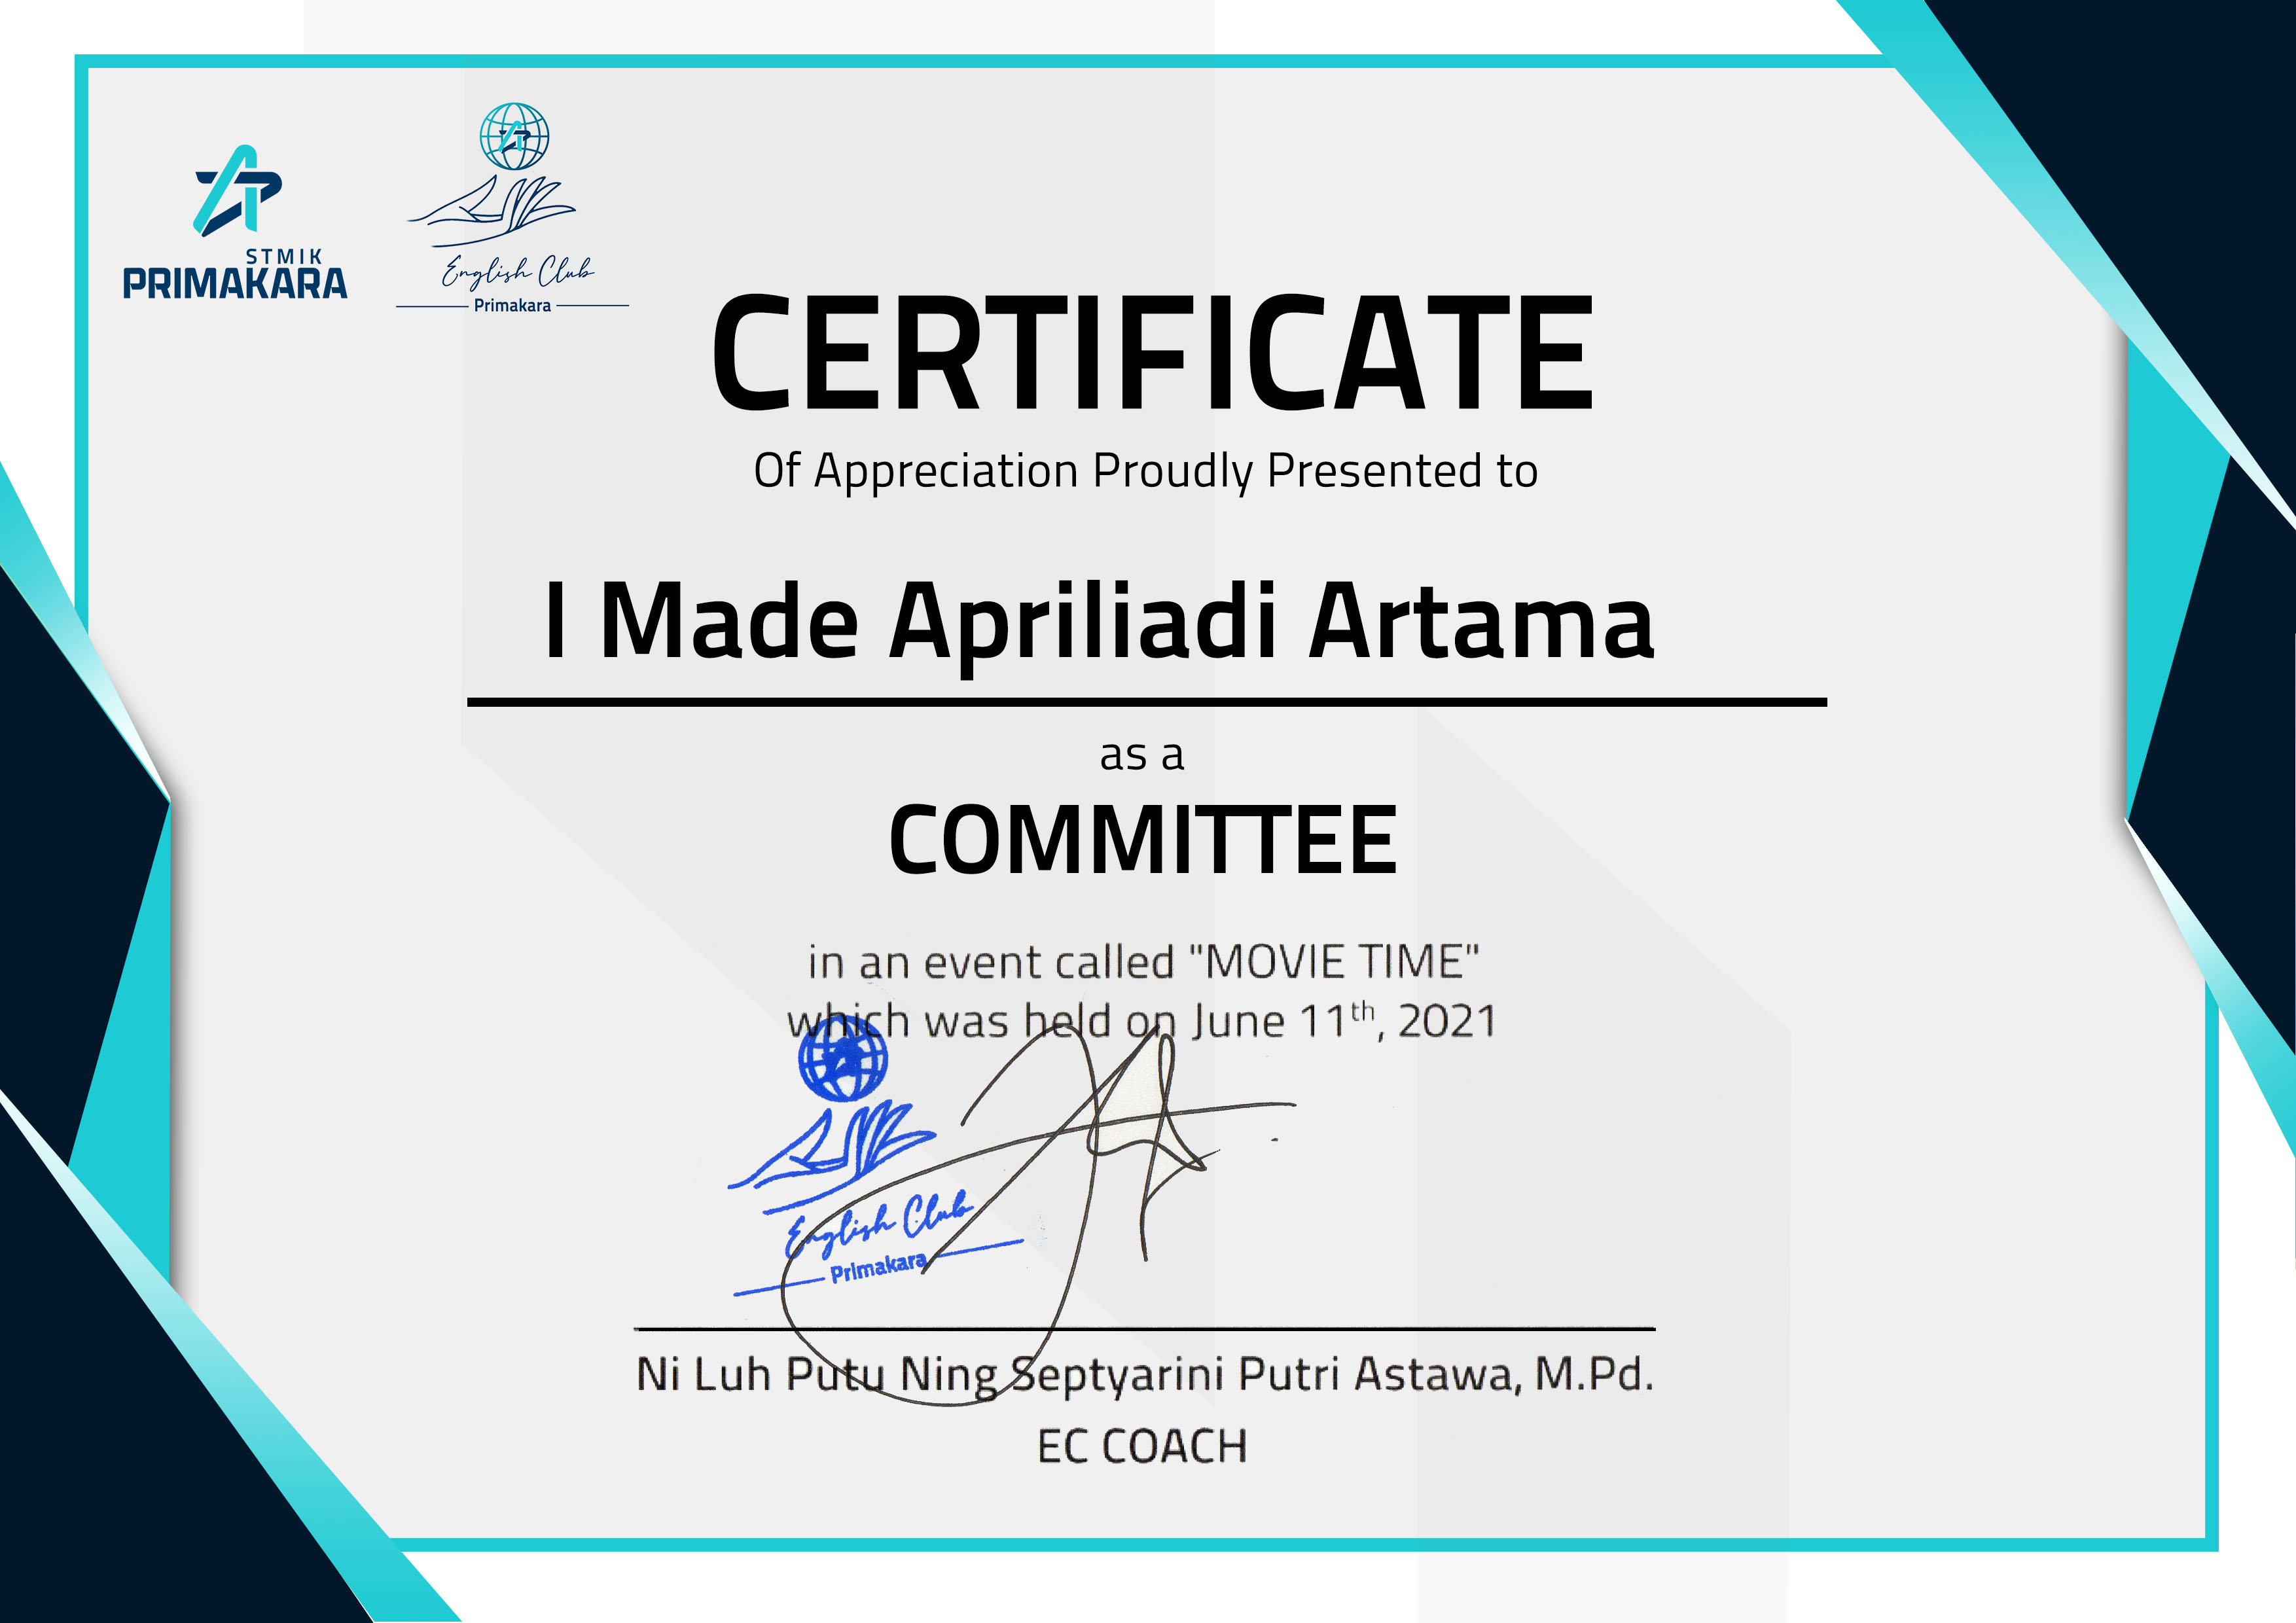 STMIK
PRIMAKARA
English Club
Primakara
CERTIFICATE
Of Appreciation Proudly Presented to
I Made Apriliadi Artama
as a
COMMITTEE
in an event called "MOVIE TIME"
which was held on June 11th, 2021
English Club
Primakara
Ni Luh Putu Ning Septyarini Putri Astawa, M.Pd.
EC COACH